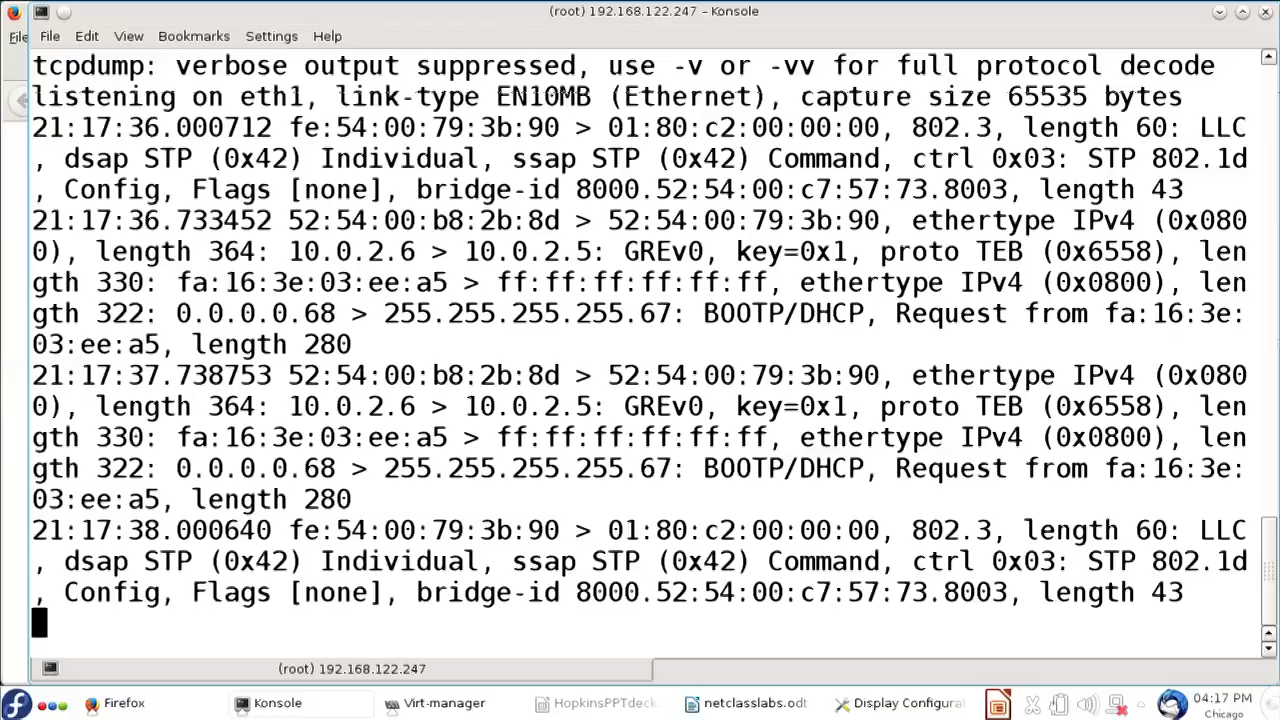 (root) 192.168.122.247 – Konsole
File Edit View Bookmarks Settings Help
tcpdump: verbose output suppressed, use -v or -vv for full protocol decode
listening on eth1, link-type EN10MB (Ethernet), capture size 65535 bytes
21:17:36.000712 fe:54:00:79:3b:90 > 01:80:c2:00:00:00, 802.3, length 60: LLC
, dsap STP (0x42) Individual, ssap STP (0x42) Command, ctrl 0x03: STP 802.1d
, Config, Flags [none], bridge-id 8000.52:54:00:c7:57:73.8003, length 43
21:17:36.733452 52:54:00:b8:2b:8d > 52:54:00:79:3b:90, ethertype IPv4 (0x080
0), length 364: 10.0.2.6 > 10.0.2.5: GREv0, key=0x1, proto TEB (0x6558), len
gth 330: fa:16:3e:03:ee:a5 > ff:ff:ff:ff:ff:ff, ethertype IPv4 (0x0800), len
gth 322: 0.0.0.0.68 > 255.255.255.255.67: BOOTP/DHCP, Request from fa:16:3e:
03:ee:a5, length 280
21:17:37.738753 52:54:00:b8:2b:8d > 52:54:00:79:3b:90, ethertype IPv4 (0x080
0), length 364: 10.0.2.6 > 10.0.2.5: GREv0, key=0x1, proto TEB (0x6558), len
gth 330: fa:16:3e:03:ee:a5 > ff:ff:ff:ff:ff:ff, ethertype IPv4 (0x0800), len
gth 322: 0.0.0.0.68 > 255.255.255.255.67: BOOTP/DHCP, Request from fa:16:3e:
03:ee:a5, length 280
21:17:38.000640 fe:54:00:79:3b:90 > 01:80:c2:00:00:00, 802.3, length 60: LLC
, dsap STP (0x42) Individual, ssap STP (0x42) Command, ctrl 0x03: STP 802.1d
, Config, Flags [none], bridge-id 8000.52:54:00:c7:57:73.8003, length 43
(root) 192.168.122.247
Firefox Konsole Virt-manager HopkinsPPTdeck netclasslabs.odt Display Configurat 04:17 PM
Chicago